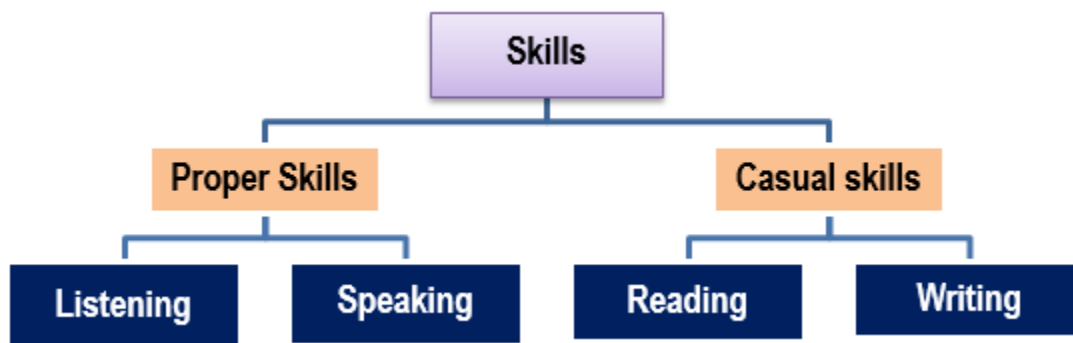 Skills
Proper Skills
Casual skills
Listening
Speaking
Reading
Writing